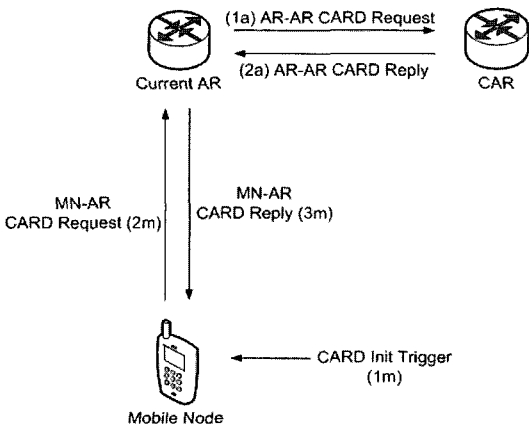 (1a) AR-AR CARD Request
(2a) AR-AR CARD Reply
Current AR
CAR
MN-AR
CARD Request (2m)
MN-AR
CARD Reply (3m)
CARD Init Trigger
(1m)
Mobile Node